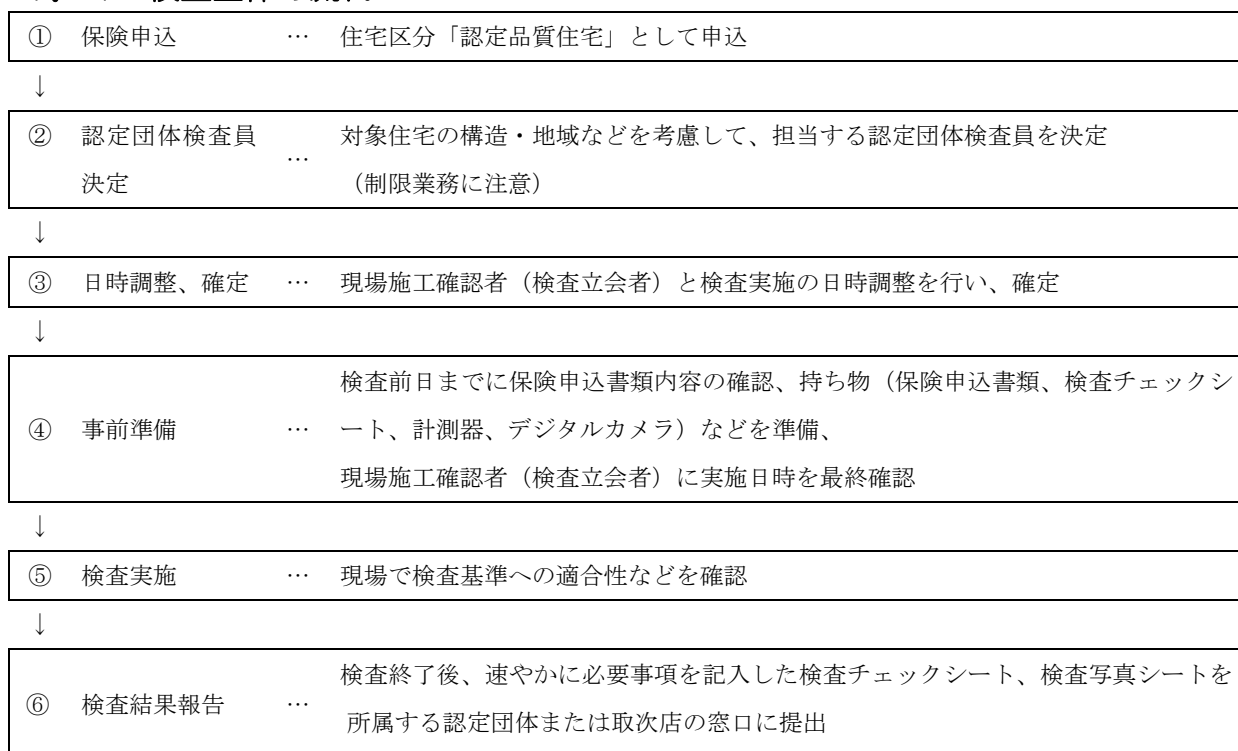 ① 保険申込 … 住宅区分「認定品質住宅」として申込
↓
② 認定団体検査員決定 … 対象住宅の構造・地域などを考慮して、担当する認定団体検査員を決定
（制限業務に注意）
↓
③ 日時調整、確定 … 現場施工確認者（検査立会者）と検査実施の日時調整を行い、確定
↓
④ 事前準備 … 検査前日までに保険申込書類内容の確認、持ち物（保険申込書類、検査チェックシ
ート、計測器、デジタルカメラ）などを準備、
現場施工確認者（検査立会者）に実施日時を最終確認
↓
⑤ 検査実施 … 現場で検査基準への適合性などを確認
↓
⑥ 検査結果報告 … 検査終了後、速やかに必要事項を記入した検査チェックシート、検査写真シートを
所属する認定団体または取次店の窓口に提出